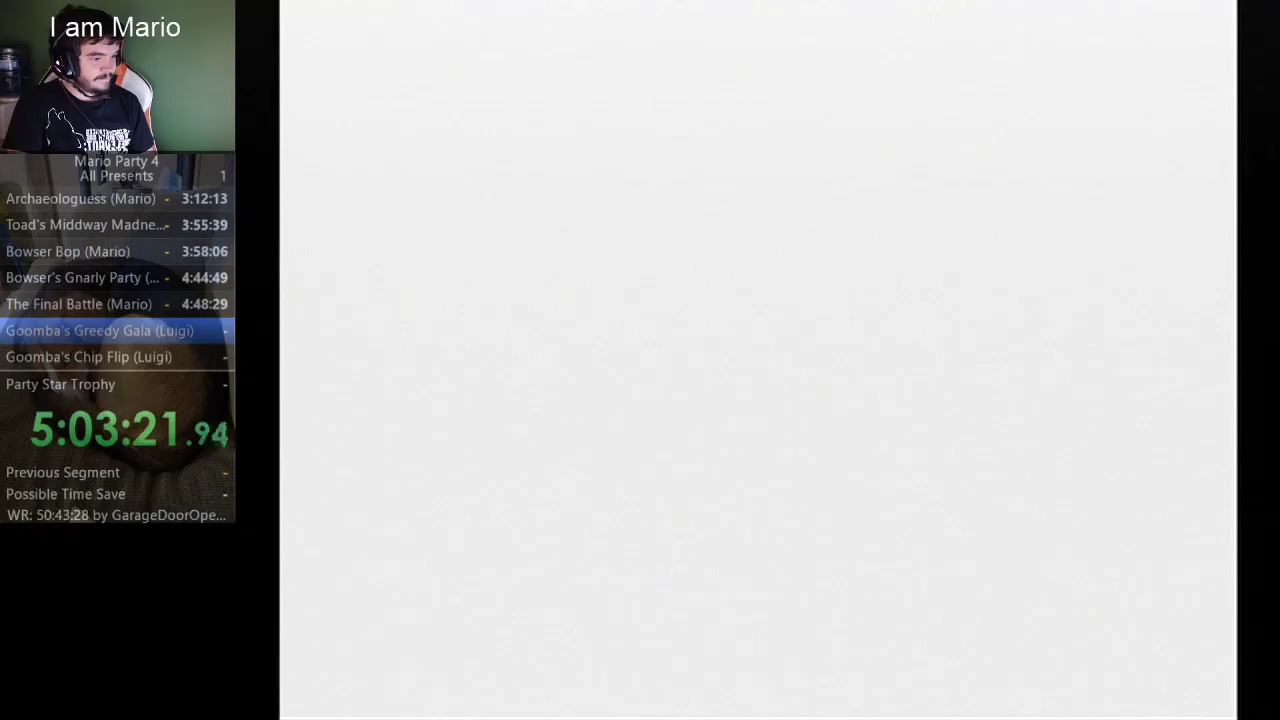 I am Mario
Mario Party 4
All Presents 1
Archaeologuess (Mario) - 3:12:13
Toad's Middway Madne... - 3:55:39
Bowser Bop (Mario) - 3:58:06
Bowser's Gnarly Party (... - 4:44:49
The Final Battle (Mario) - 4:48:29
Goomba's Greedy Gala (Luigi) -
Goomba's Chip Flip (Luigi) -
Party Star Trophy -
5:03:21.94
Previous Segment -
Possible Time Save -
WR: 50:43:28 by GarageDoorOpe...